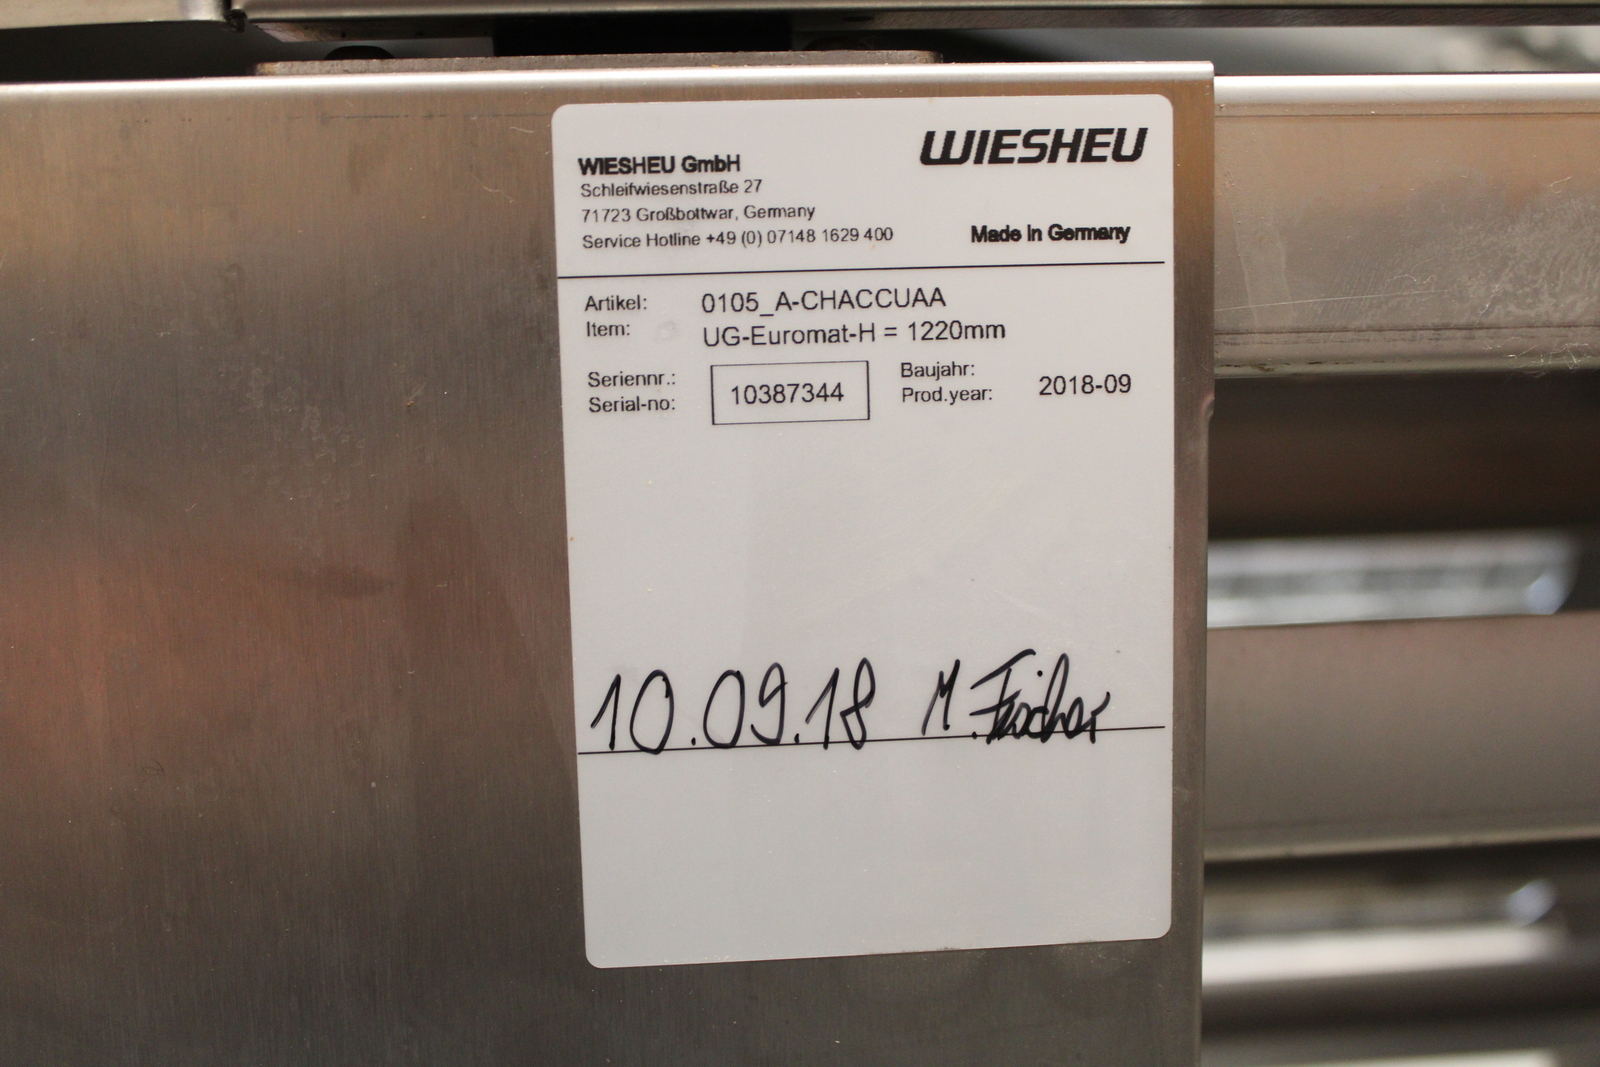 WIESHEU
WIESHEU GmbH
Schleifwiesenstraße 27
71723 Großbottwar, Germany
Service Hotline +49 (0) 07148 1629 400
Made in Germany
Artikel: 0105_A-CHACCUAA
Item: UG-Euromat-H = 1220mm
Seriennr.:
Serial-no: 10387344
Baujahr:
Prod.year: 2018-09
10.09.18 M. Fischer